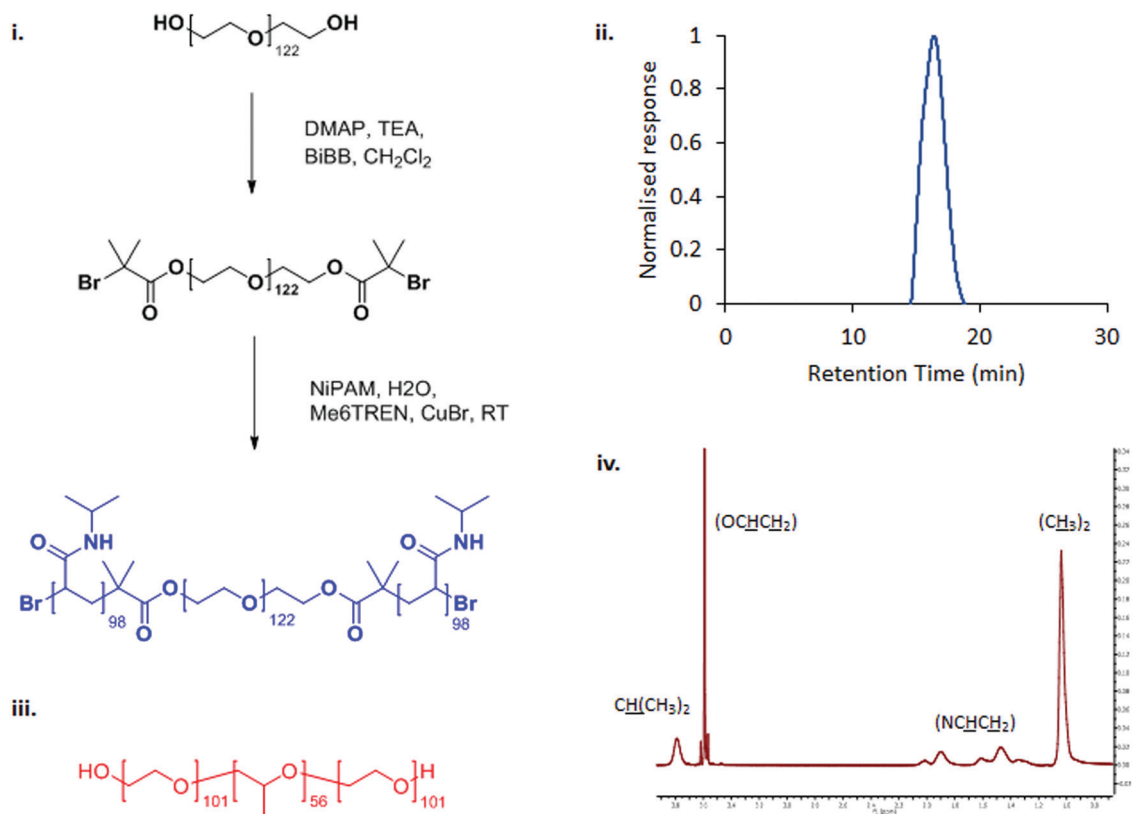 i.
HO
O
OH
122
DMAP, TEA,
BiBB, CH₂Cl₂
Br
O
O
O
122
O
O
Br
NiPAM, H2O,
Me6TREN, CuBr, RT
O
N-H
O
N-H
Br
98
O
O
O
122
O
O
98
Br
ii.
Normalised response
1
0.8
0.6
0.4
0.2
0
0
10
20
30
Retention Time (min)
iii.
HO
O
101
O
56
O
H
101
iv.
(OCHCH₂)
(CH₃)₂
CH(CH₃)₂
(NCHCH₂)